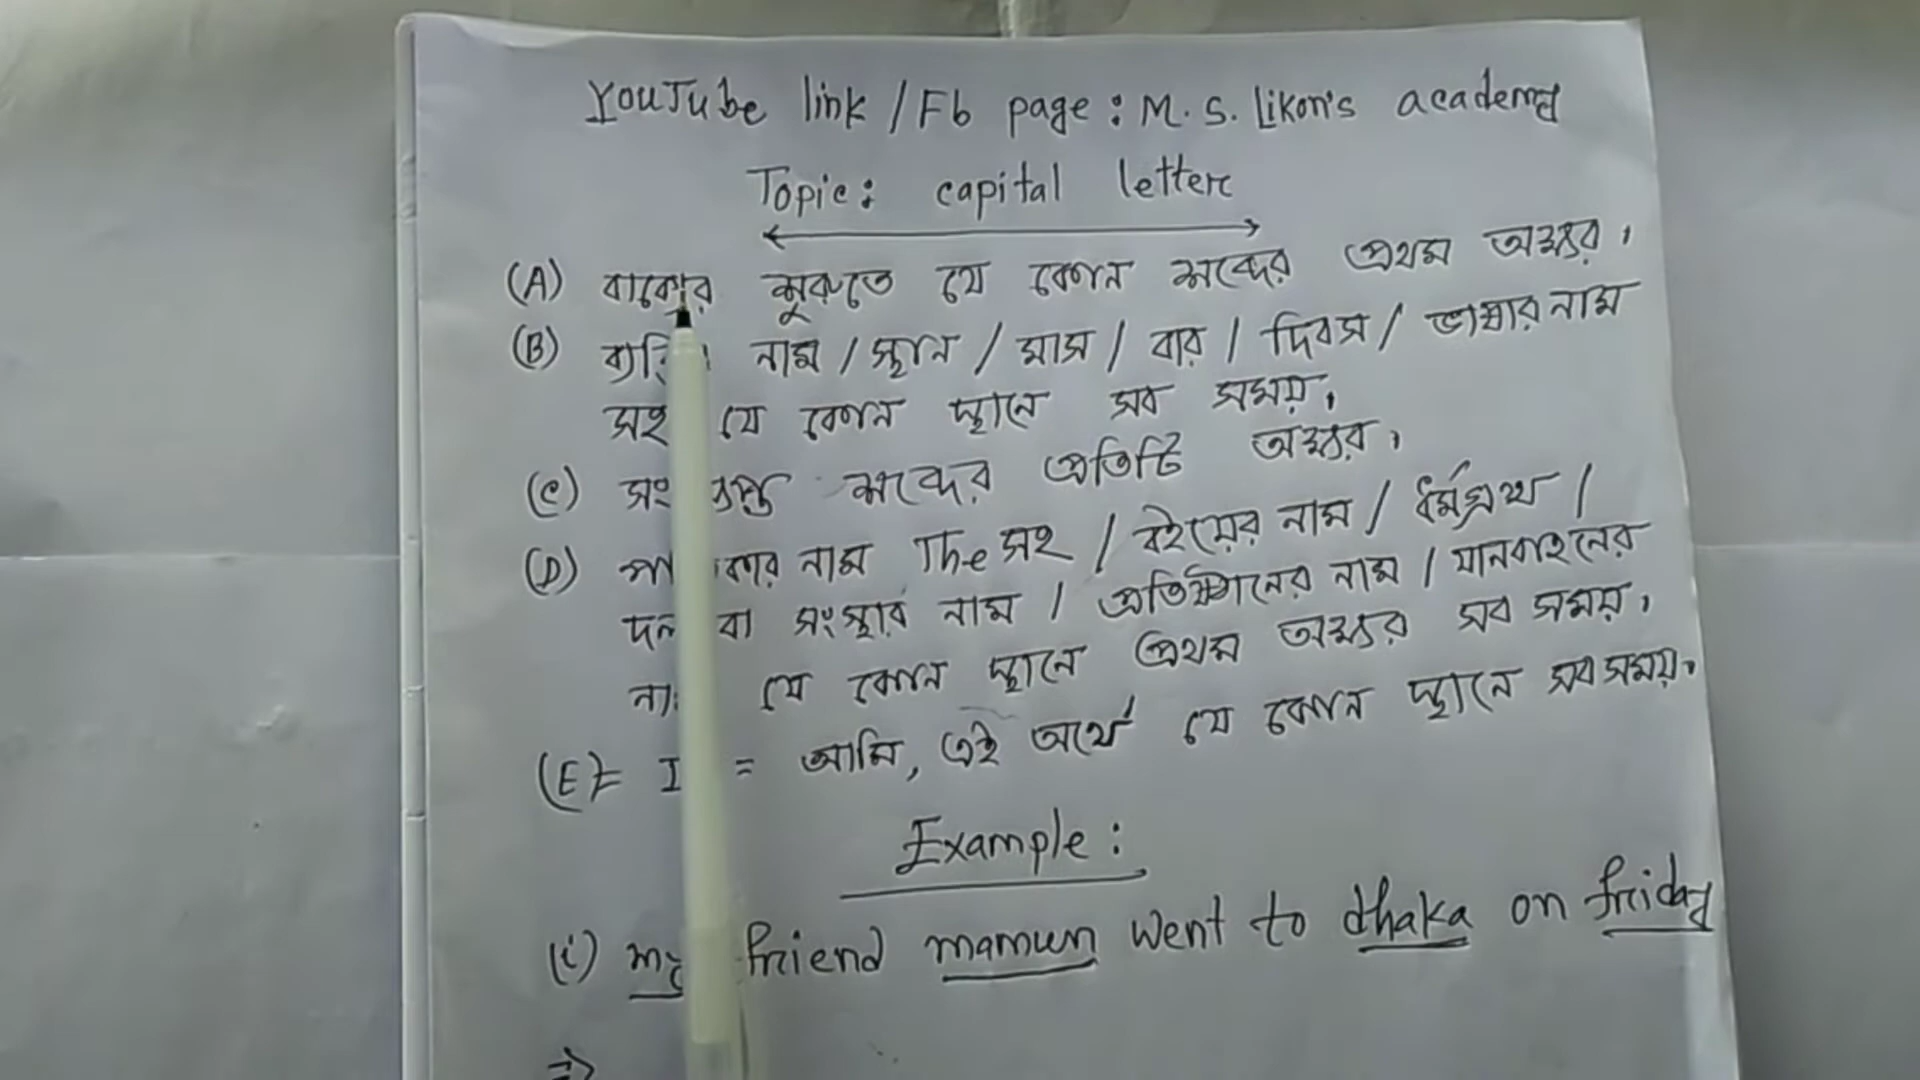 YouTube link / Fb page : M. S. Likon's academy
Topic : capital letter
(A) বাক্যের শুরুতে যে কোন শব্দের প্রথম অক্ষর,
(B) নাম / স্থান / মাস / বার / দিবস / ভাষার নাম
সহ যে কোন স্থানে সব সময়,
(C) শব্দের প্রতিটি অক্ষর,
(D) নাম The সহ / বইয়ের নাম / ধর্মগ্রন্থ /
দল বা সংস্থার নাম / প্রতিষ্ঠানের নাম / যানবাহনের
যে কোন স্থানে প্রথম অক্ষর সব সময়,
(E) = I = আমি, এই অর্থে যে কোন স্থানে সব সময়,
Example :
(i) my friend mamun went to dhaka on friday
⇒